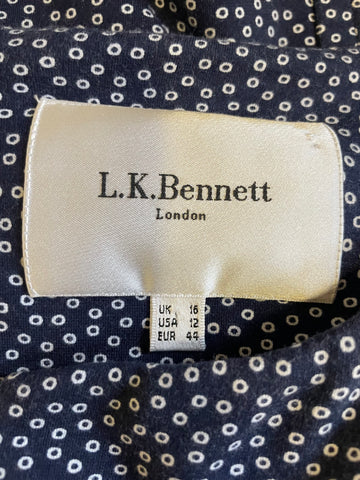 L.K.Bennett
London
UK 16
USA 12
EUR 44